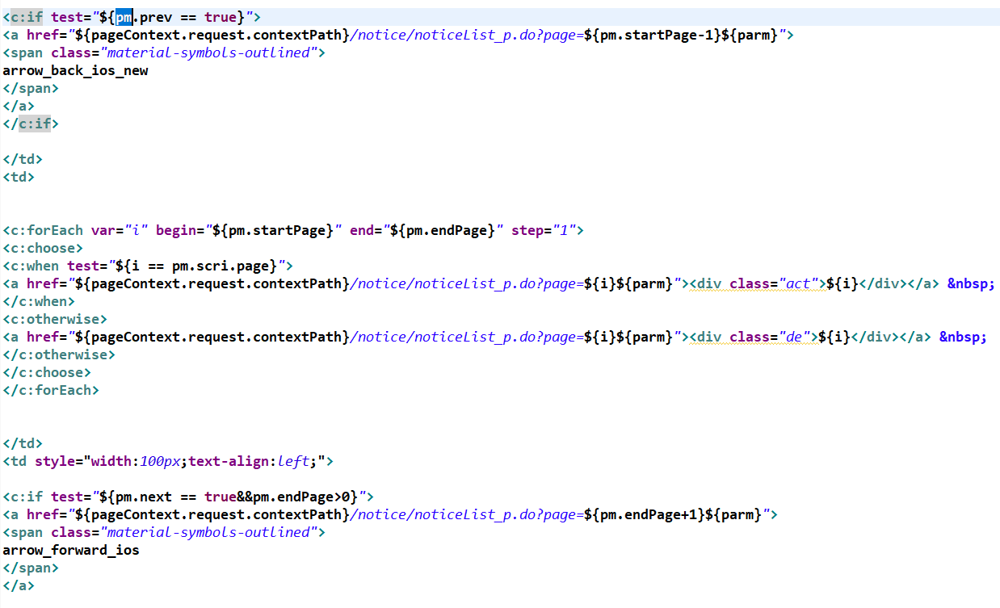 <c:if test="${pm.prev == true}">
<a href="${pageContext.request.contextPath}/notice/noticeList_p.do?page=${pm.startPage-1}${parm}">
<span class="material-symbols-outlined">
arrow_back_ios_new
</span>
</a>
</c:if>
</td>
<td>
<c:forEach var="i" begin="${pm.startPage}" end="${pm.endPage}" step="1">
<c:choose>
<c:when test="${i == pm.scri.page}">
<a href="${pageContext.request.contextPath}/notice/noticeList_p.do?page=${i}${parm}"><div class="act">${i}</div></a> &nbsp;
</c:when>
<c:otherwise>
<a href="${pageContext.request.contextPath}/notice/noticeList_p.do?page=${i}${parm}"><div class="de">${i}</div></a> &nbsp;
</c:otherwise>
</c:choose>
</c:forEach>
</td>
<td style="width:100px;text-align:left;">
<c:if test="${pm.next == true&&pm.endPage>0}">
<a href="${pageContext.request.contextPath}/notice/noticeList_p.do?page=${pm.endPage+1}${parm}">
<span class="material-symbols-outlined">
arrow_forward_ios
</span>
</a>